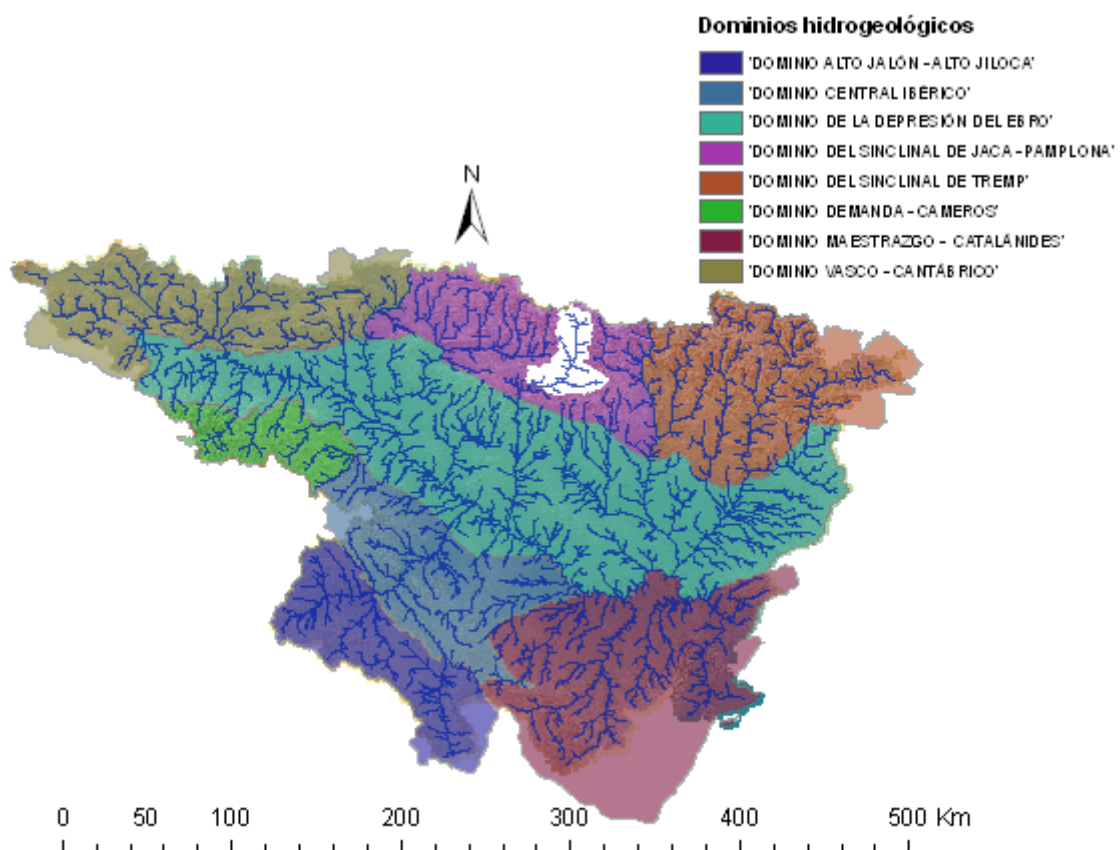 Dominios hidrogeológicos
'DOMINIO ALTO JALÓN - ALTO JILOCA'
'DOMINIO CENTRAL IBÉRICO'
'DOMINIO DE LA DEPRESIÓN DEL EBRO'
'DOMINIO DEL SINCLINAL DE JACA - PAMPLONA'
'DOMINIO DEL SINCLINAL DE TREMP'
'DOMINIO DEMANDA - CAMEROS'
'DOMINIO MAESTRAZGO - CATALÁNIDES'
'DOMINIO VASCO - CANTÁBRICO'
N
0 50 100 200 300 400 500 Km